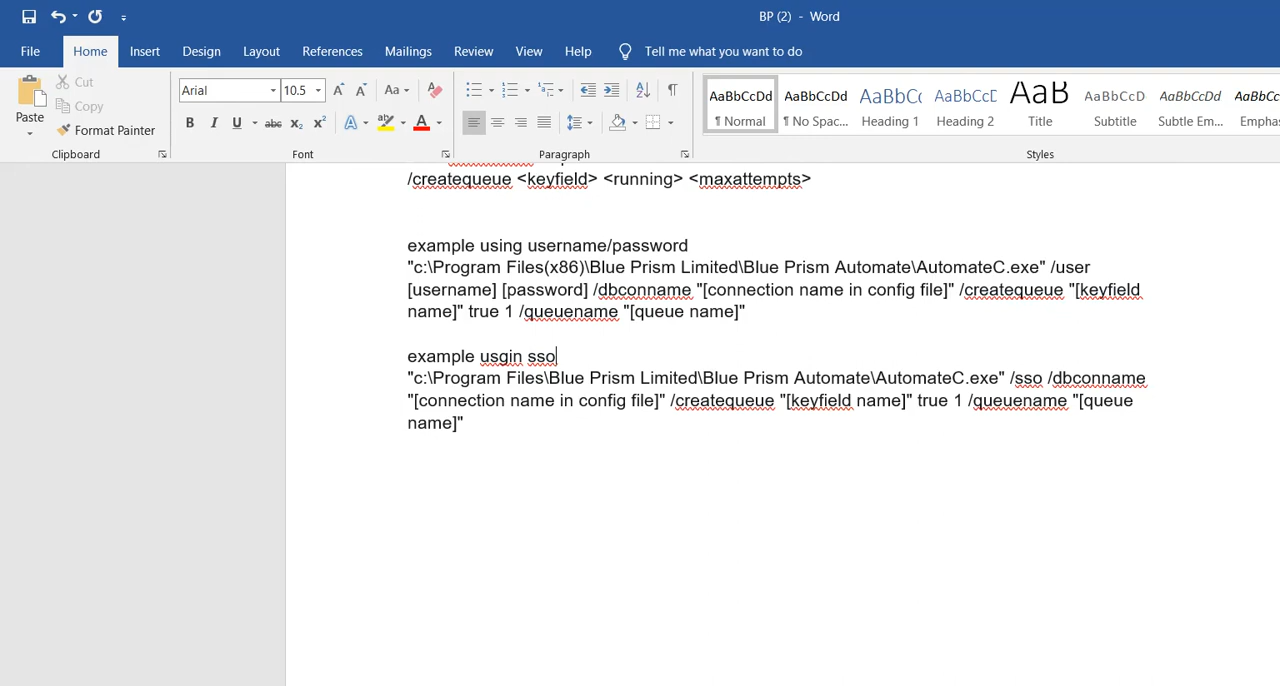 BP (2) - Word
File Home Insert Design Layout References Mailings Review View Help Tell me what you want to do
Paste
Cut
Copy
Format Painter
Clipboard
Arial 10.5
Font
Paragraph
AaBbCcDd ¶ Normal
AaBbCcDd ¶ No Spac...
AaBbCc Heading 1
AaBbCcD Heading 2
AaB Title
AaBbCcD Subtitle
AaBbCcDd Subtle Em...
AaBbCc Empha
Styles
/createqueue <keyfield> <running> <maxattempts>
example using username/password
"c:\Program Files(x86)\Blue Prism Limited\Blue Prism Automate\AutomateC.exe" /user
[username] [password] /dbconname "[connection name in config file]" /createqueue "[keyfield
name]" true 1 /queuename "[queue name]"
example usgin sso
"c:\Program Files\Blue Prism Limited\Blue Prism Automate\AutomateC.exe" /sso /dbconname
"[connection name in config file]" /createqueue "[keyfield name]" true 1 /queuename "[queue
name]"